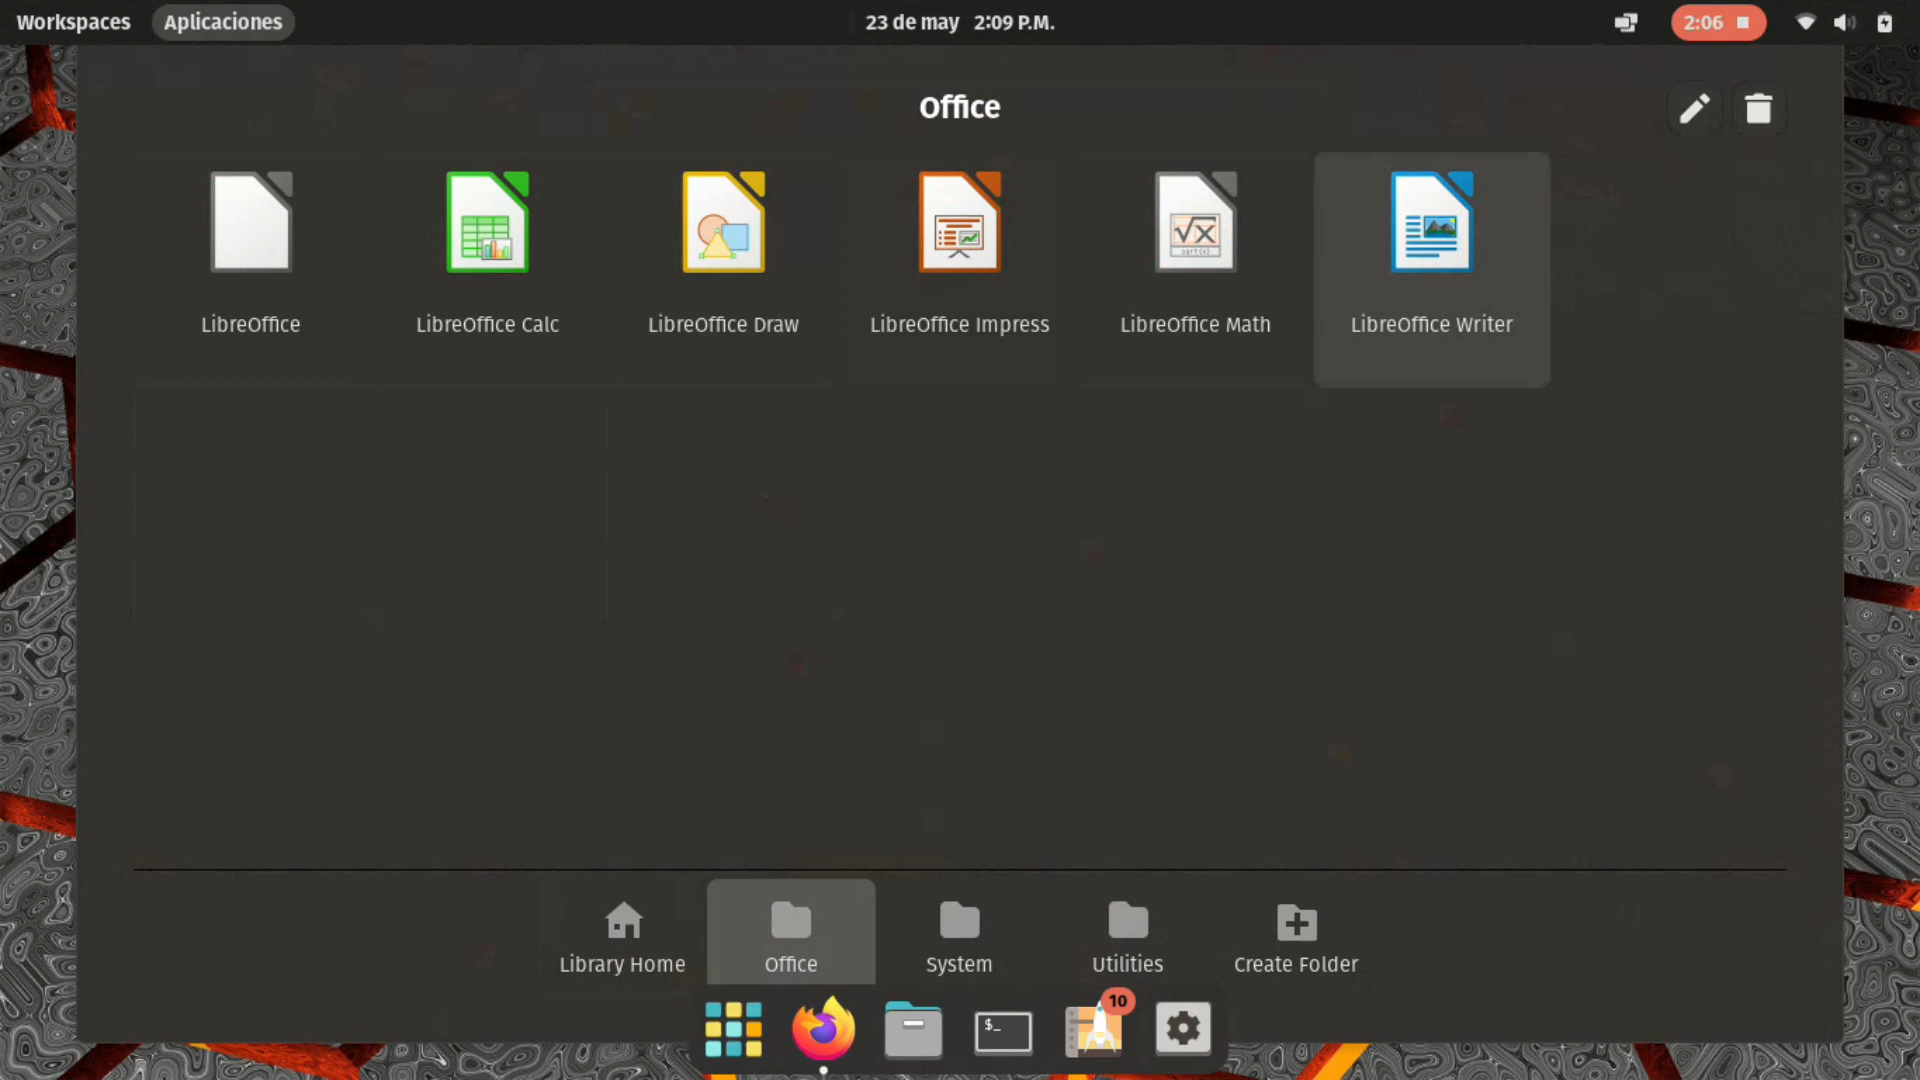 Workspaces Aplicaciones 23 de may 2:09 P.M. 2:06
Office
LibreOffice LibreOffice Calc LibreOffice Draw LibreOffice Impress LibreOffice Math LibreOffice Writer
Library Home Office System Utilities Create Folder
$_ 10